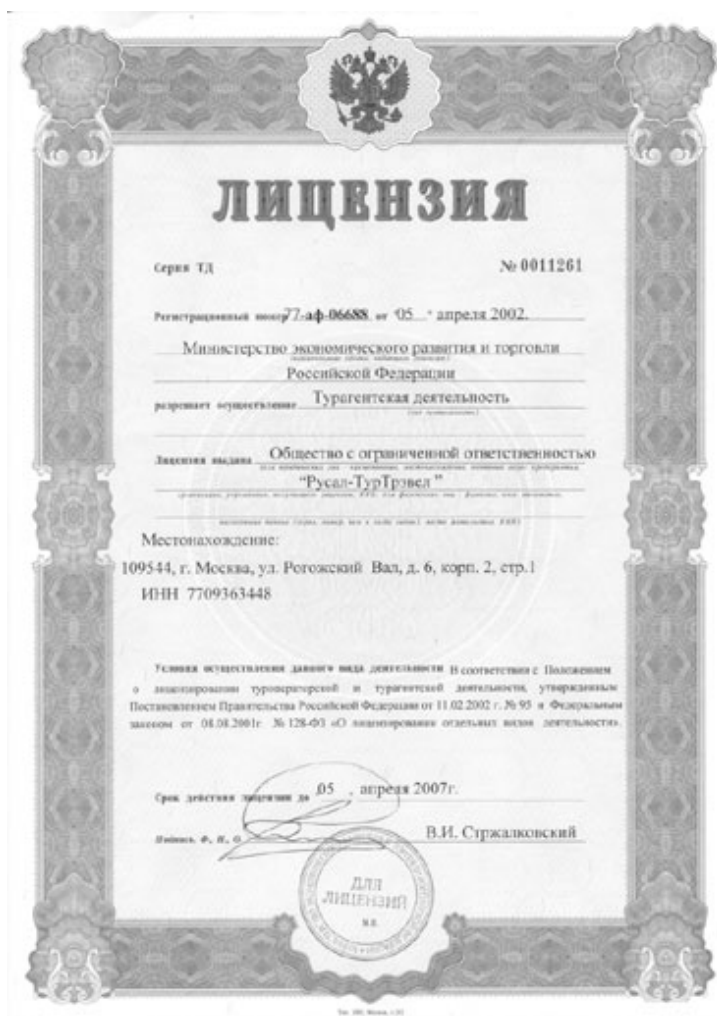 ЛИЦЕНЗИЯ
Серия ТД № 0011261
Регистрационный номер 77-аф-06688 от "05" апреля 2002.
Министерство экономического развития и торговли
Российской Федерации
разрешает осуществление Турагентская деятельность
Лицензия выдана Общество с ограниченной ответственностью
"Русал-ТурТрэвел"
Местонахождение:
109544, г. Москва, ул. Рогожский Вал, д. 6, корп. 2, стр.1
ИНН 7709363448
Условия осуществления данного вида деятельности В соответствии с Положением
о лицензировании туроператорской и турагентской деятельности, утвержденным
Постановлением Правительства Российской Федерации от 11.02.2002 г. № 95 и Федеральным
законом от 08.08.2001г. № 128-ФЗ «О лицензировании отдельных видов деятельности».
Срок действия лицензии до 05 апреля 2007г.
Подпись, Ф., И., О. В.И. Стржалковский
ДЛЯ
ЛИЦЕНЗИЙ